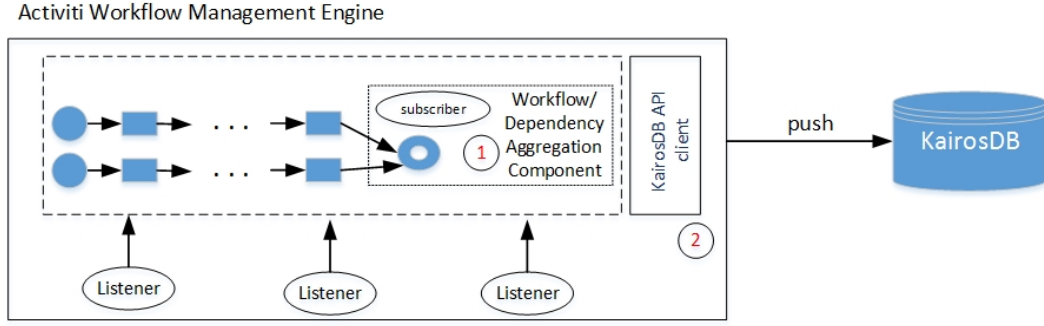 Activiti Workflow Management Engine
subscriber
Workflow/
Dependency
Aggregation
Component
1
. . .
. . .
KairosDB API
client
2
push
KairosDB
Listener
Listener
Listener